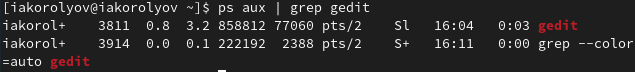 [iakorolyov@iakorolyov ~]$ ps aux | grep gedit
iakorol+    3811  0.8  3.2 858812 77060 pts/2    Sl   16:04   0:03 gedit
iakorol+    3914  0.0  0.1 222192  2388 pts/2    S+   16:11   0:00 grep --color
=auto gedit